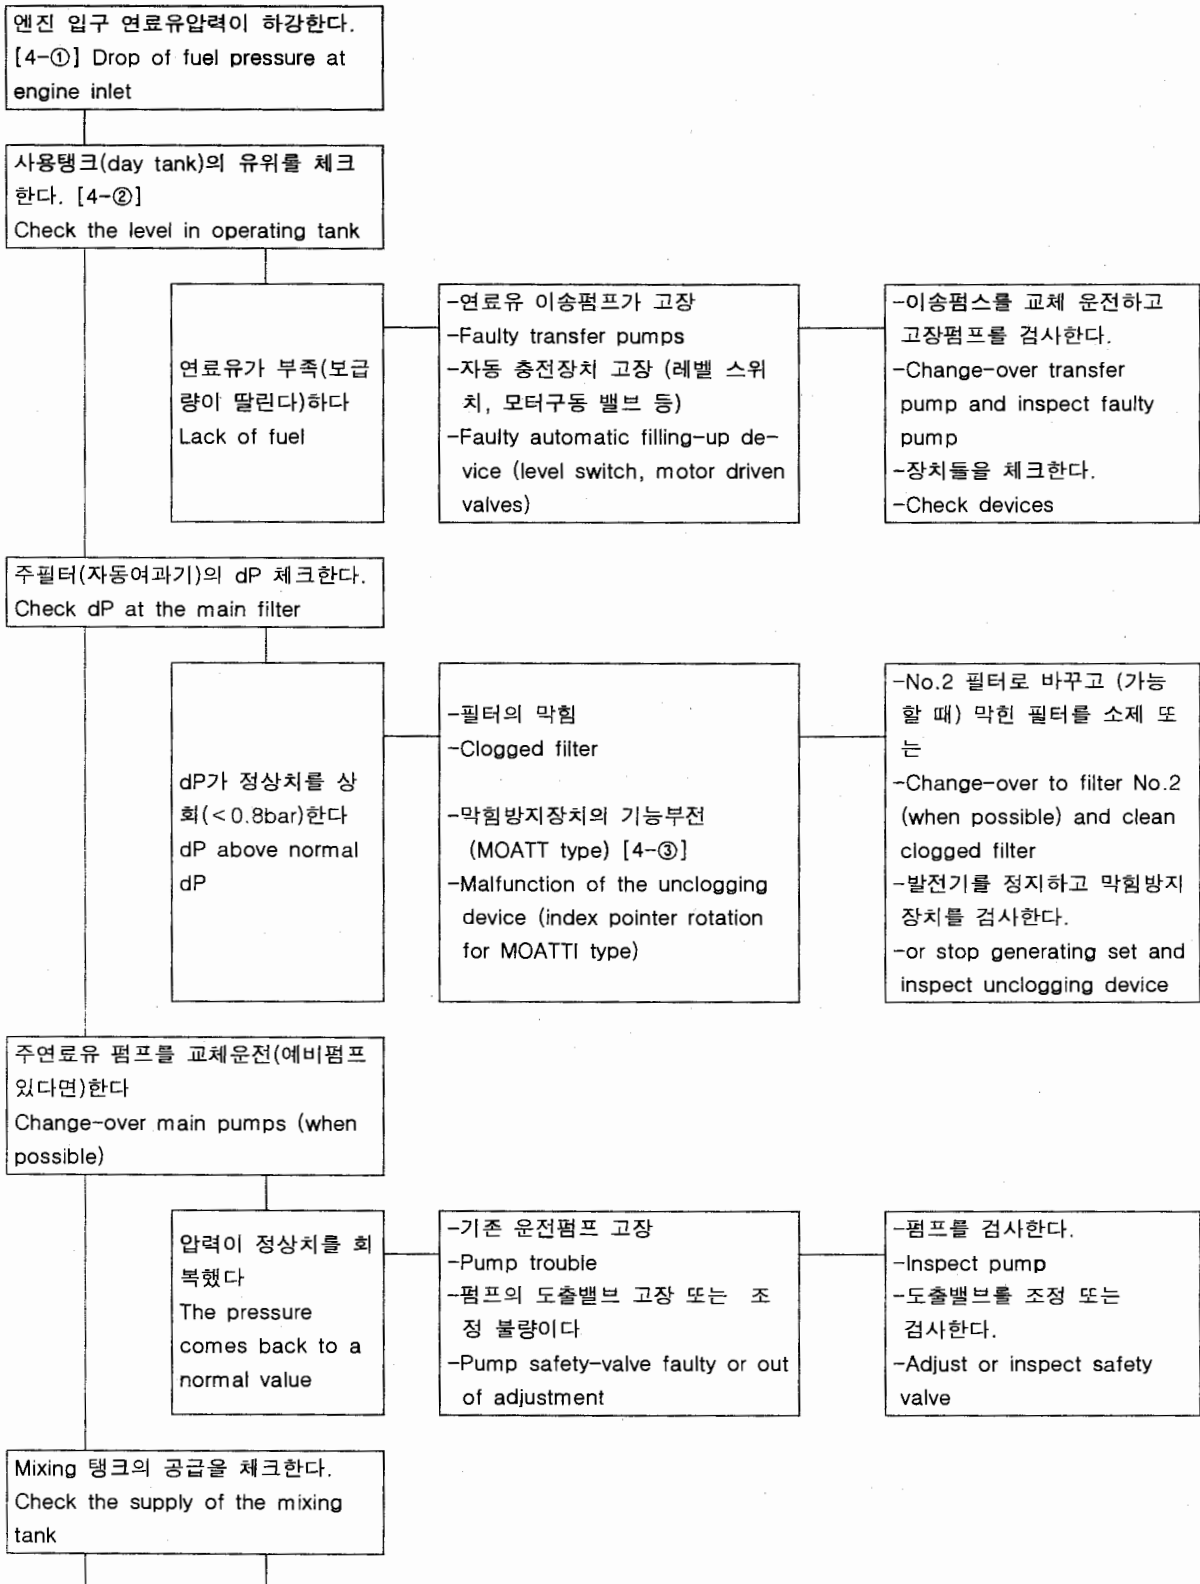 엔진 입구 연료유압력이 하강한다.
[4-①] Drop of fuel pressure at
engine inlet
사용탱크(day tank)의 유위를 체크
한다. [4-②]
Check the level in operating tank
연료유가 부족(보급
량이 딸린다)하다
Lack of fuel
-연료유 이송펌프가 고장
-Faulty transfer pumps
-자동 충전장치 고장 (레벨 스위
치, 모터구동 밸브 등)
-Faulty automatic filling-up de-
vice (level switch, motor driven
valves)
-이송펌스를 교체 운전하고
고장펌프를 검사한다.
-Change-over transfer
pump and inspect faulty
pump
-장치들을 체크한다.
-Check devices
주필터(자동여과기)의 dP 체크한다.
Check dP at the main filter
dP가 정상치를 상
회(<0.8bar)한다
dP above normal
dP
-필터의 막힘
-Clogged filter
-막힘방지장치의 기능부전
(MOATT type) [4-③]
-Malfunction of the unclogging
device (index pointer rotation
for MOATTI type)
-No.2 필터로 바꾸고 (가능
할 때) 막힌 필터를 소제 또
는
-Change-over to filter No.2
(when possible) and clean
clogged filter
-발전기를 정지하고 막힘방지
장치를 검사한다.
-or stop generating set and
inspect unclogging device
주연료유 펌프를 교체운전(예비펌프
있다면)한다
Change-over main pumps (when
possible)
압력이 정상치를 회
복했다
The pressure
comes back to a
normal value
-기존 운전펌프 고장
-Pump trouble
-펌프의 도출밸브 고장 또는 조
정 불량이다
-Pump safety-valve faulty or out
of adjustment
-펌프를 검사한다.
-Inspect pump
-도출밸브를 조정 또는
검사한다.
-Adjust or inspect safety
valve
Mixing 탱크의 공급을 체크한다.
Check the supply of the mixing
tank